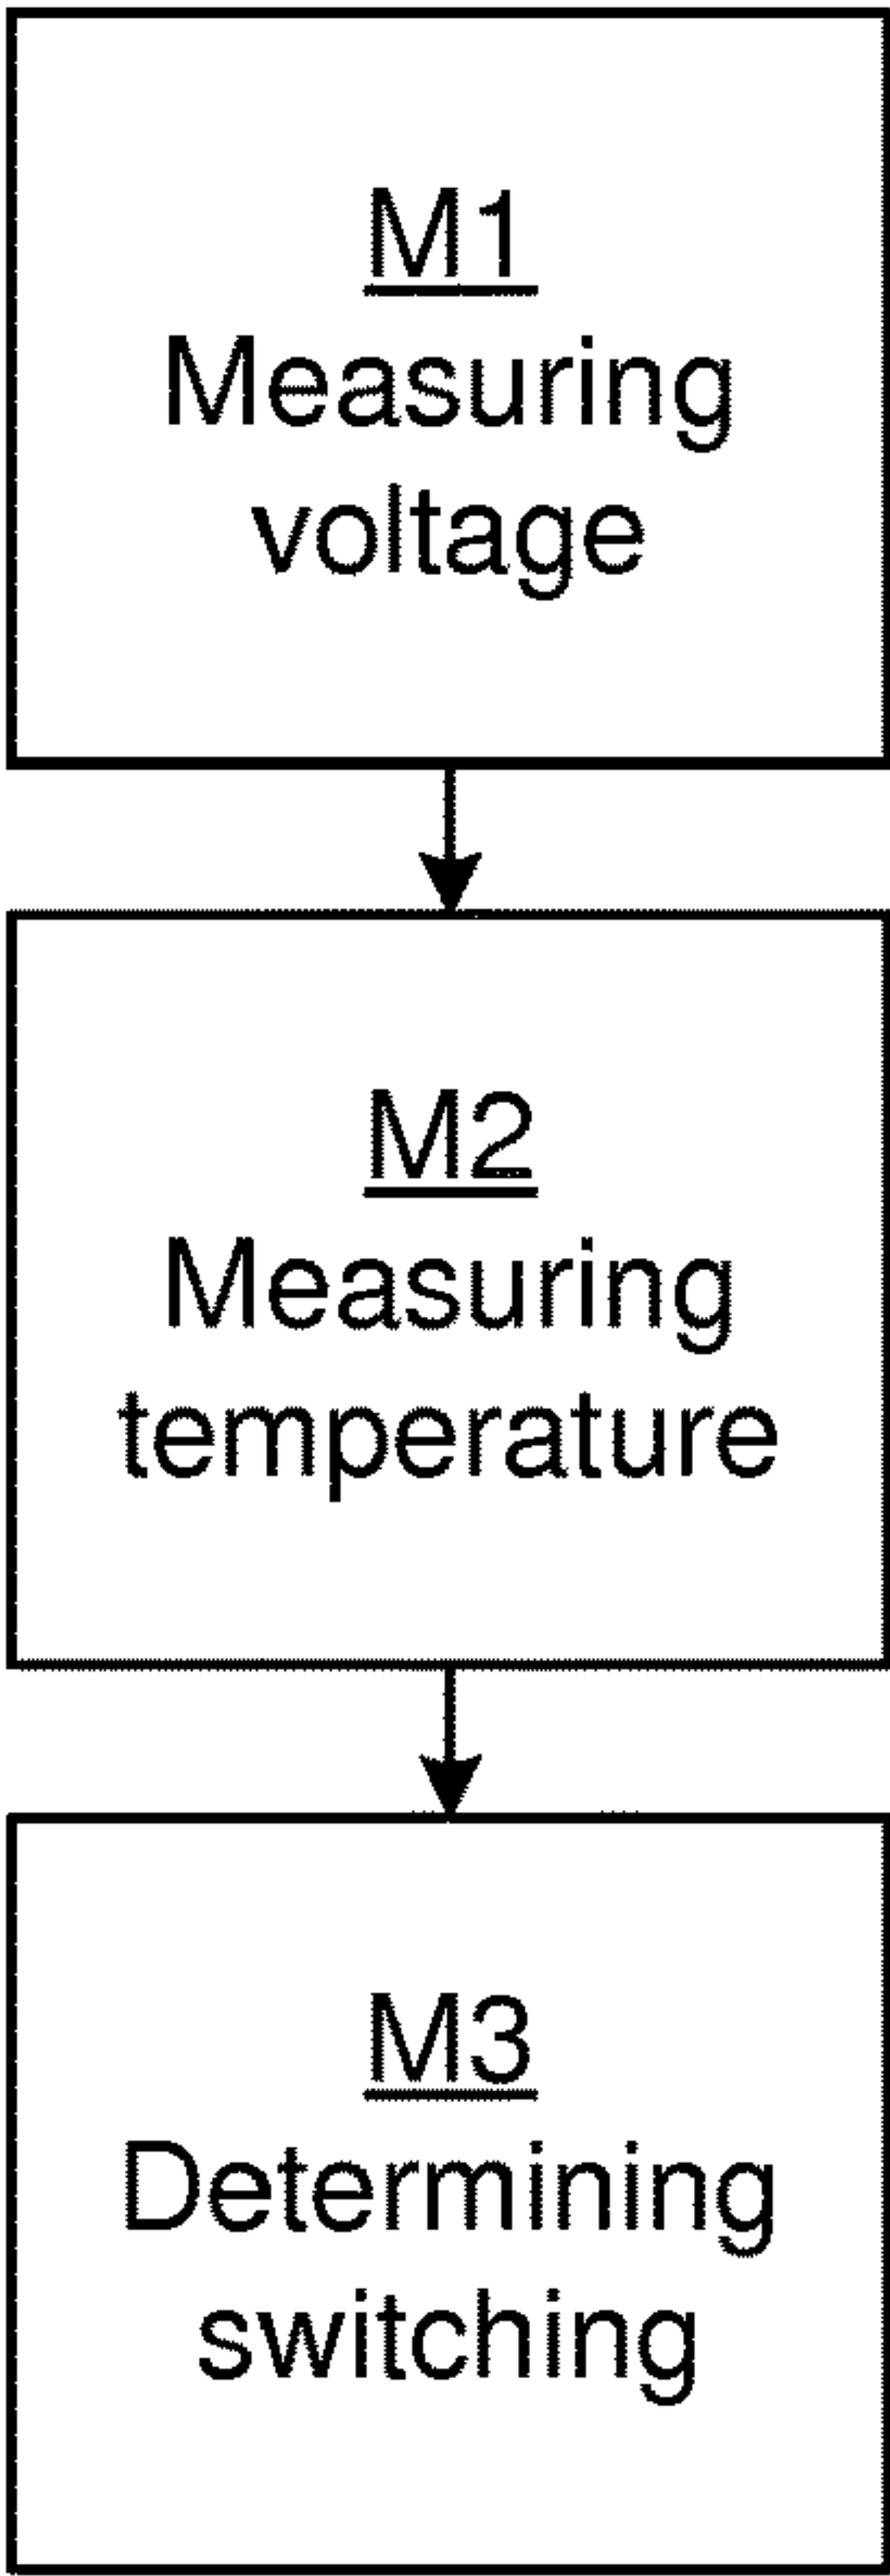 M1
Measuring
voltage
M2
Measuring
temperature
M3
Determining
switching